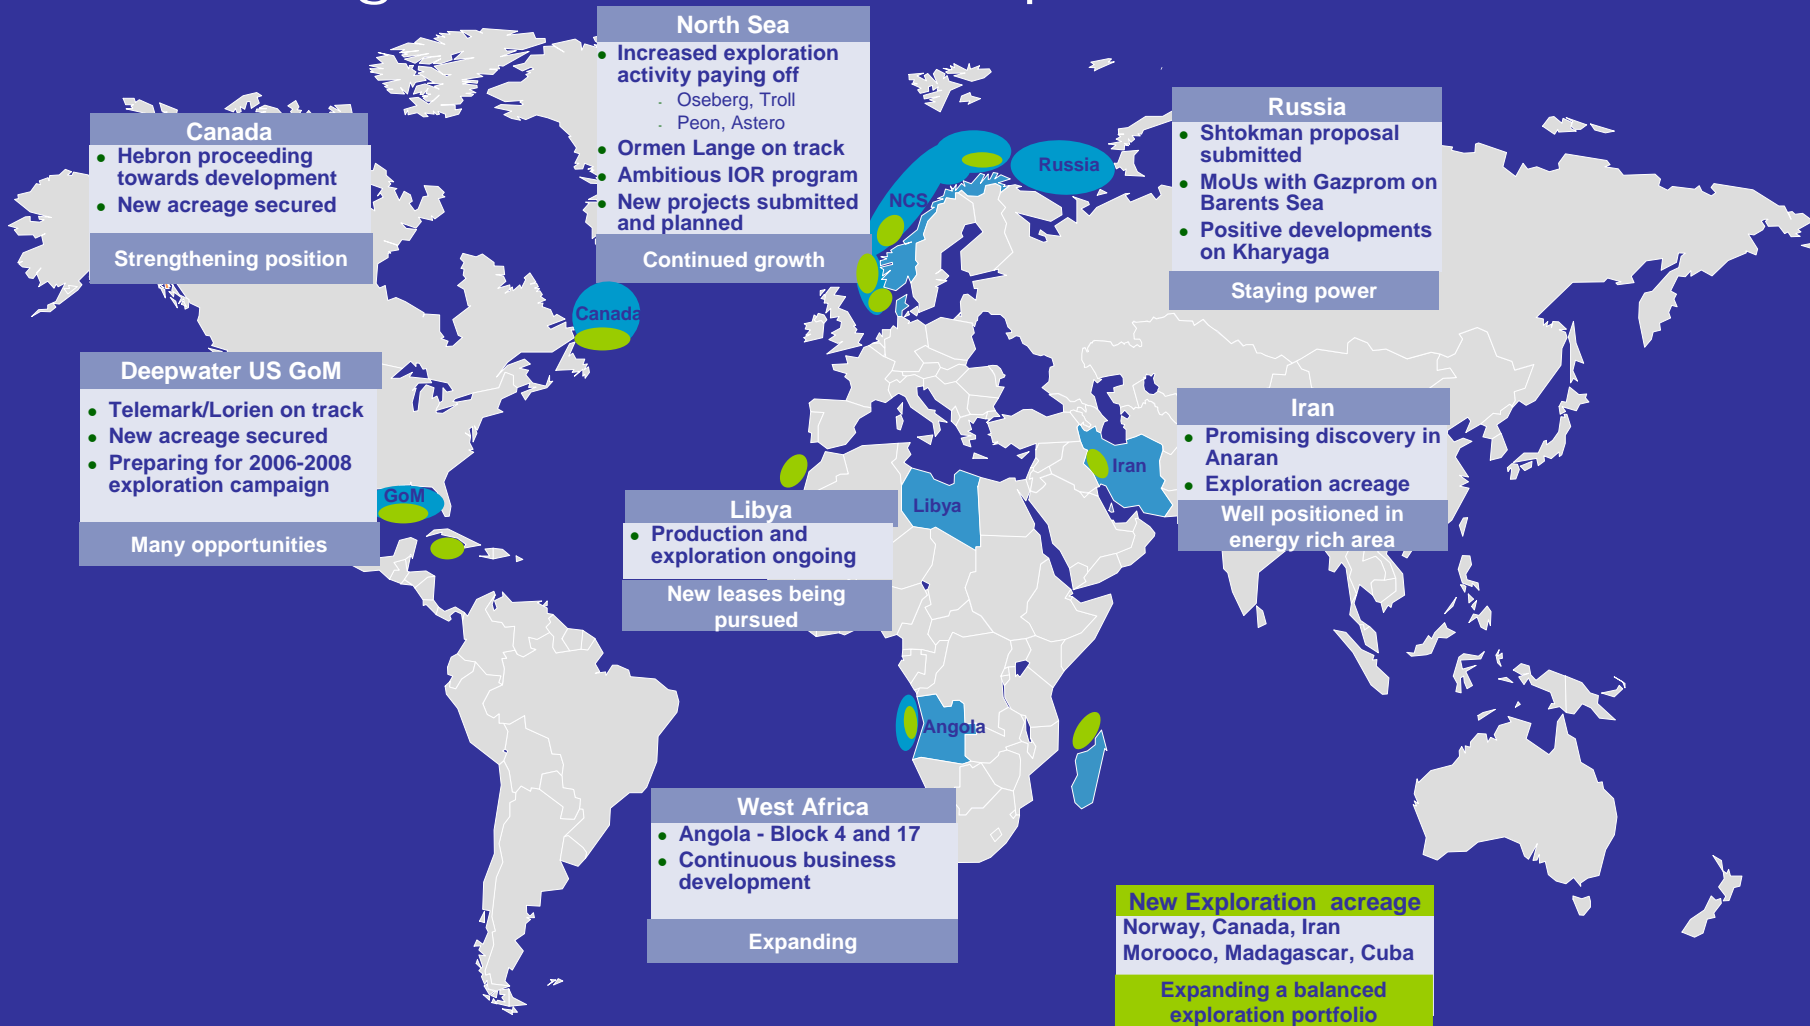 North Sea
• Increased exploration
activity paying off
- Oseberg, Troll
- Peon, Astero
• Ormen Lange on track
• Ambitious IOR program
• New projects submitted
and planned
Continued growth
Canada
• Hebron proceeding
towards development
• New acreage secured
Strengthening position
Russia
• Shtokman proposal
submitted
• MoUs with Gazprom on
Barents Sea
• Positive developments
on Kharyaga
Staying power
Russia
NCS
Canada
Deepwater US GoM
• Telemark/Lorien on track
• New acreage secured
• Preparing for 2006-2008
exploration campaign
Many opportunities
GoM
Iran
• Promising discovery in
Anaran
• Exploration acreage
Well positioned in
energy rich area
Iran
Libya
• Production and
exploration ongoing
New leases being
pursued
Libya
Angola
West Africa
• Angola - Block 4 and 17
• Continuous business
development
Expanding
New Exploration acreage
Norway, Canada, Iran
Morooco, Madagascar, Cuba
Expanding a balanced
exploration portfolio